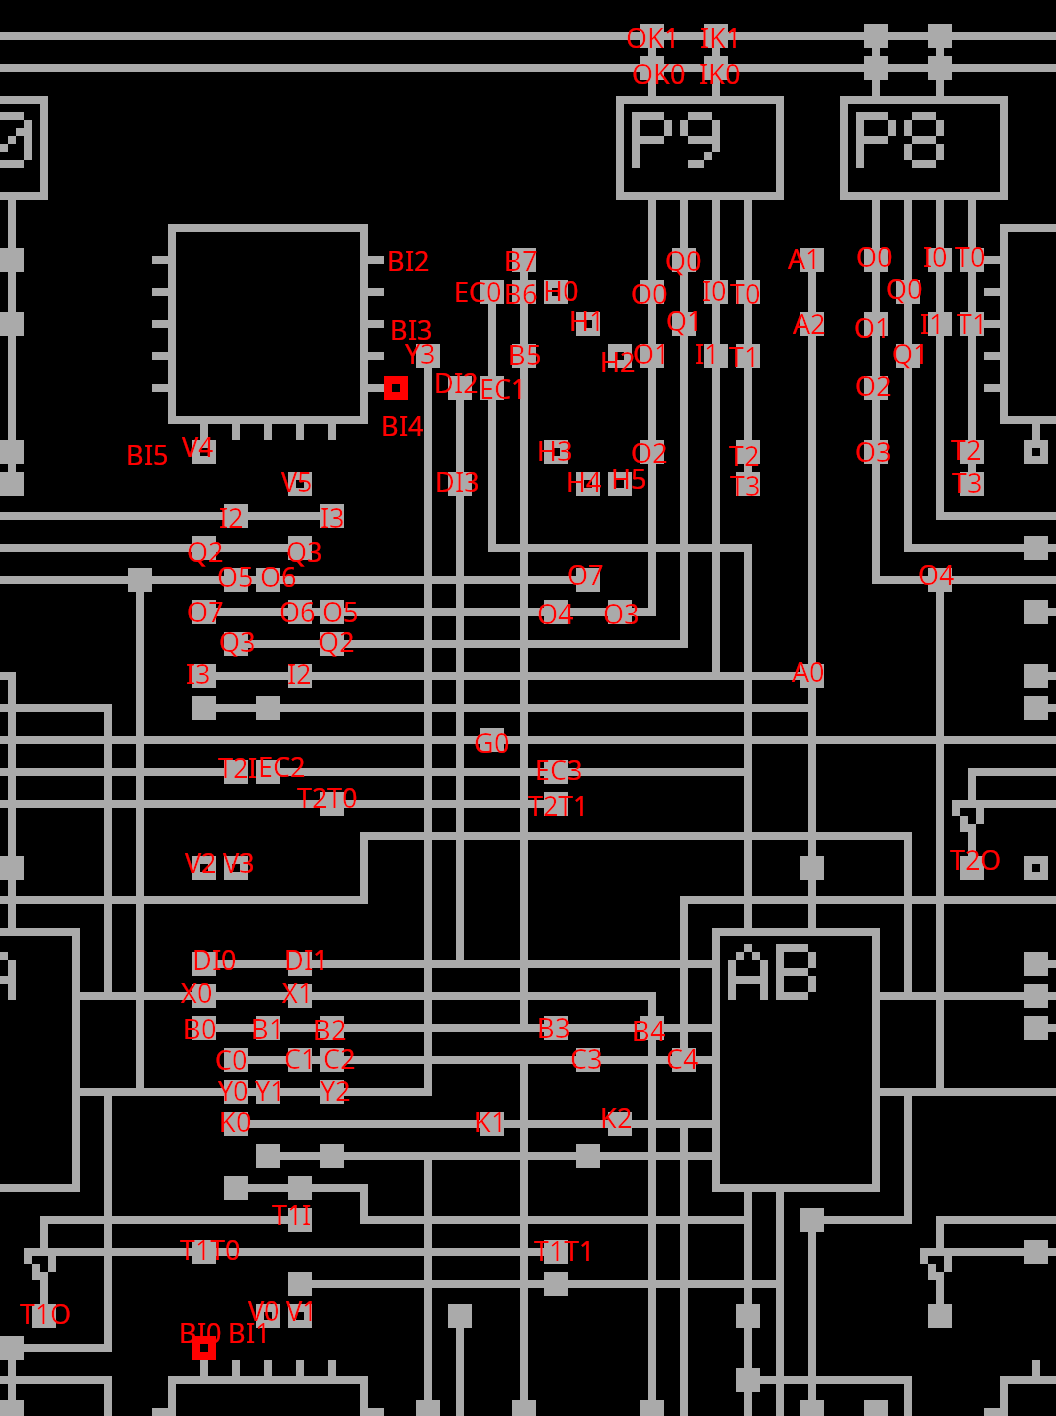 OK1 IK1
OK0 IK0
P9 P8
BI2 B7 Q0 A1 O0 I0 T0
EC0 B6 H0 O0 I0 T0 Q0
BI3 H1 Q1 A2 O1 I1 T1
Y3 B5 H2 O1 I1 T1 Q1
DI2 EC1 O2
BI4
BI5 V4 H3 O2 T2 O3 T2
V5 DI3 H4 H5 T3 T3
I2 I3
Q2 Q3
O5 O6 O7 O4
O7 O6 O5 O4 O3
Q3 Q2
I3 I2 A0
G0
T2I EC2 EC3
T2T0 T2T1
V2 V3 T2O
DI0 DI1 AB
X0 X1
B0 B1 B2 B3 B4
C0 C1 C2 C3 C4
Y0 Y1 Y2
K0 K1 K2
T1I
T1T0 T1T1
T1O V0 V1
BI0 BI1